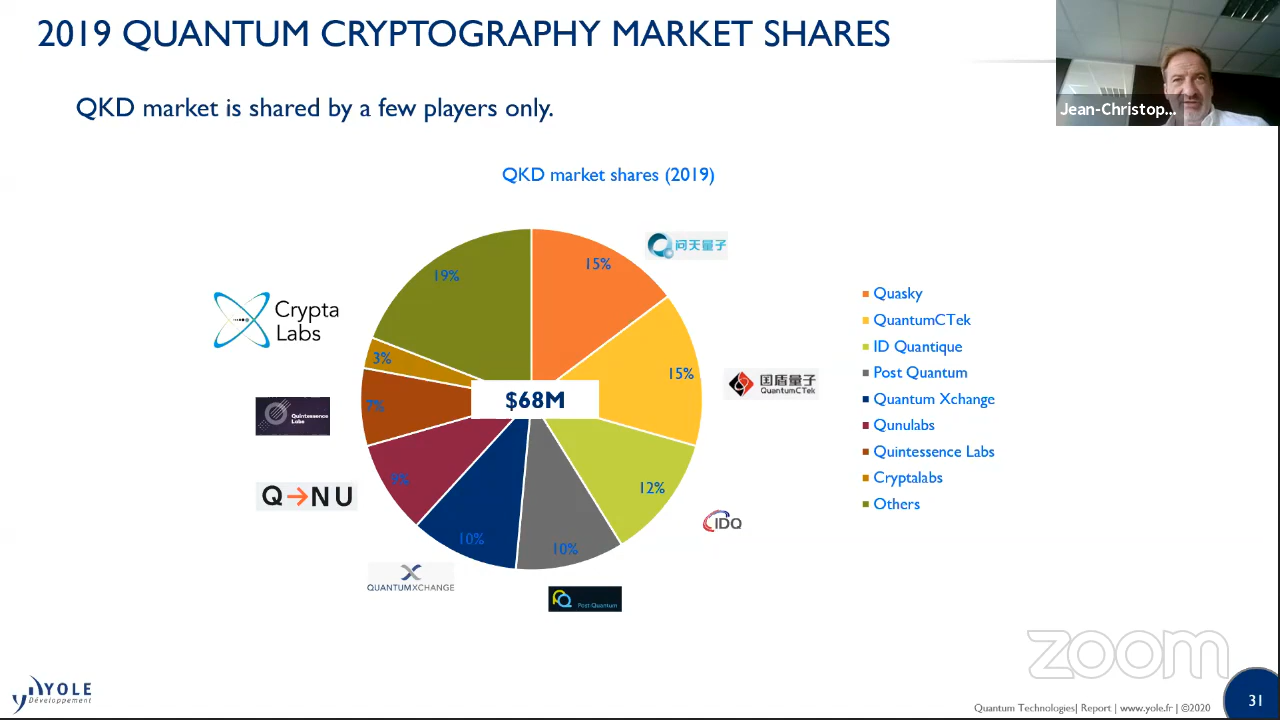 2019 QUANTUM CRYPTOGRAPHY MARKET SHARES
Jean-Christop...
QKD market is shared by a few players only.
QKD market shares (2019)
问天量子
15%
19%
Crypta
Labs
Quasky
QuantumCTek
ID Quantique
Post Quantum
Quantum Xchange
Qunulabs
Quintessence Labs
Cryptalabs
Others
3%
15%
国盾量子
QuantumCTek
$68M
7%
Quintessence
Labs
9%
12%
Q→NU
IDQ
10%
10%
QUANTUMXCHANGE
Post-Quantum
zoom
YOLE
Développement
Quantum Technologies| Report | www.yole.fr | ©2020
31